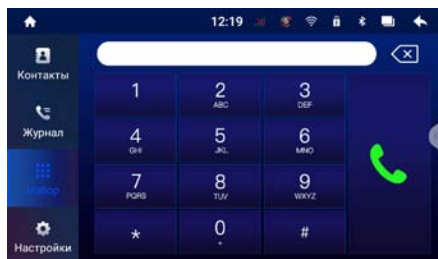 12:19
Контакты
Журнал
Набор
Настройки
1
2
ABC
3
DEF
4
GHI
5
JKL
6
MNO
7
PQRS
8
TUV
9
WXYZ
*
0
+
#